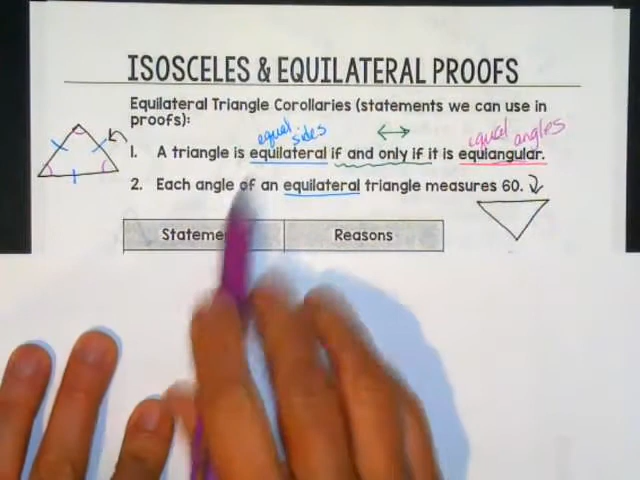 ISOSCELES & EQUILATERAL PROOFS
Equilateral Triangle Corollaries (statements we can use in
proofs):
equal sides ↔ equal angles
1. A triangle is equilateral if and only if it is equiangular.
2. Each angle of an equilateral triangle measures 60.
Stateme Reasons